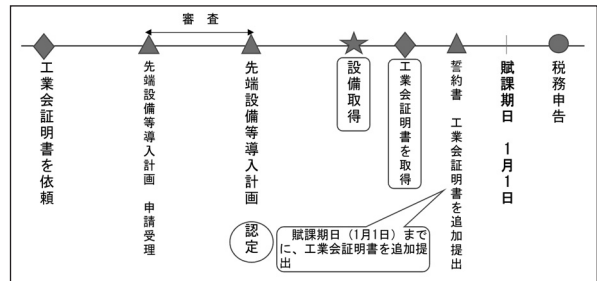 審　査
工業会証明書を依頼
先端設備等導入計画　申請受理
先端設備等導入計画
認定
設備取得
工業会証明書を取得
誓約書　工業会証明書を追加提出
賦課期日　1月1日
税務申告
賦課期日（1月1日）まで
に、工業会証明書を追加提
出